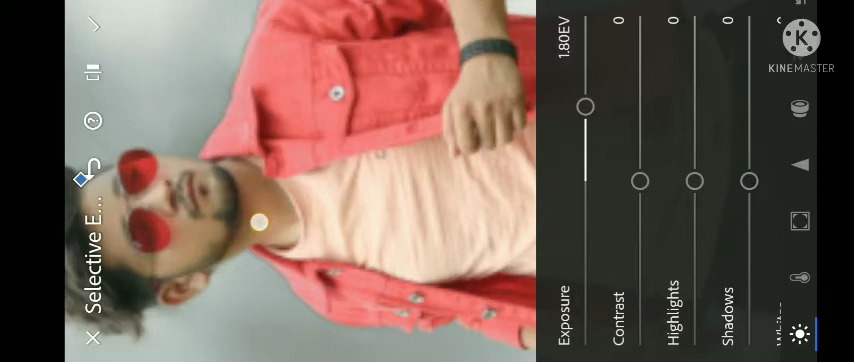 Selective E...
Exposure
1.80EV
Contrast
0
Highlights
0
Shadows
0
KINEMASTER